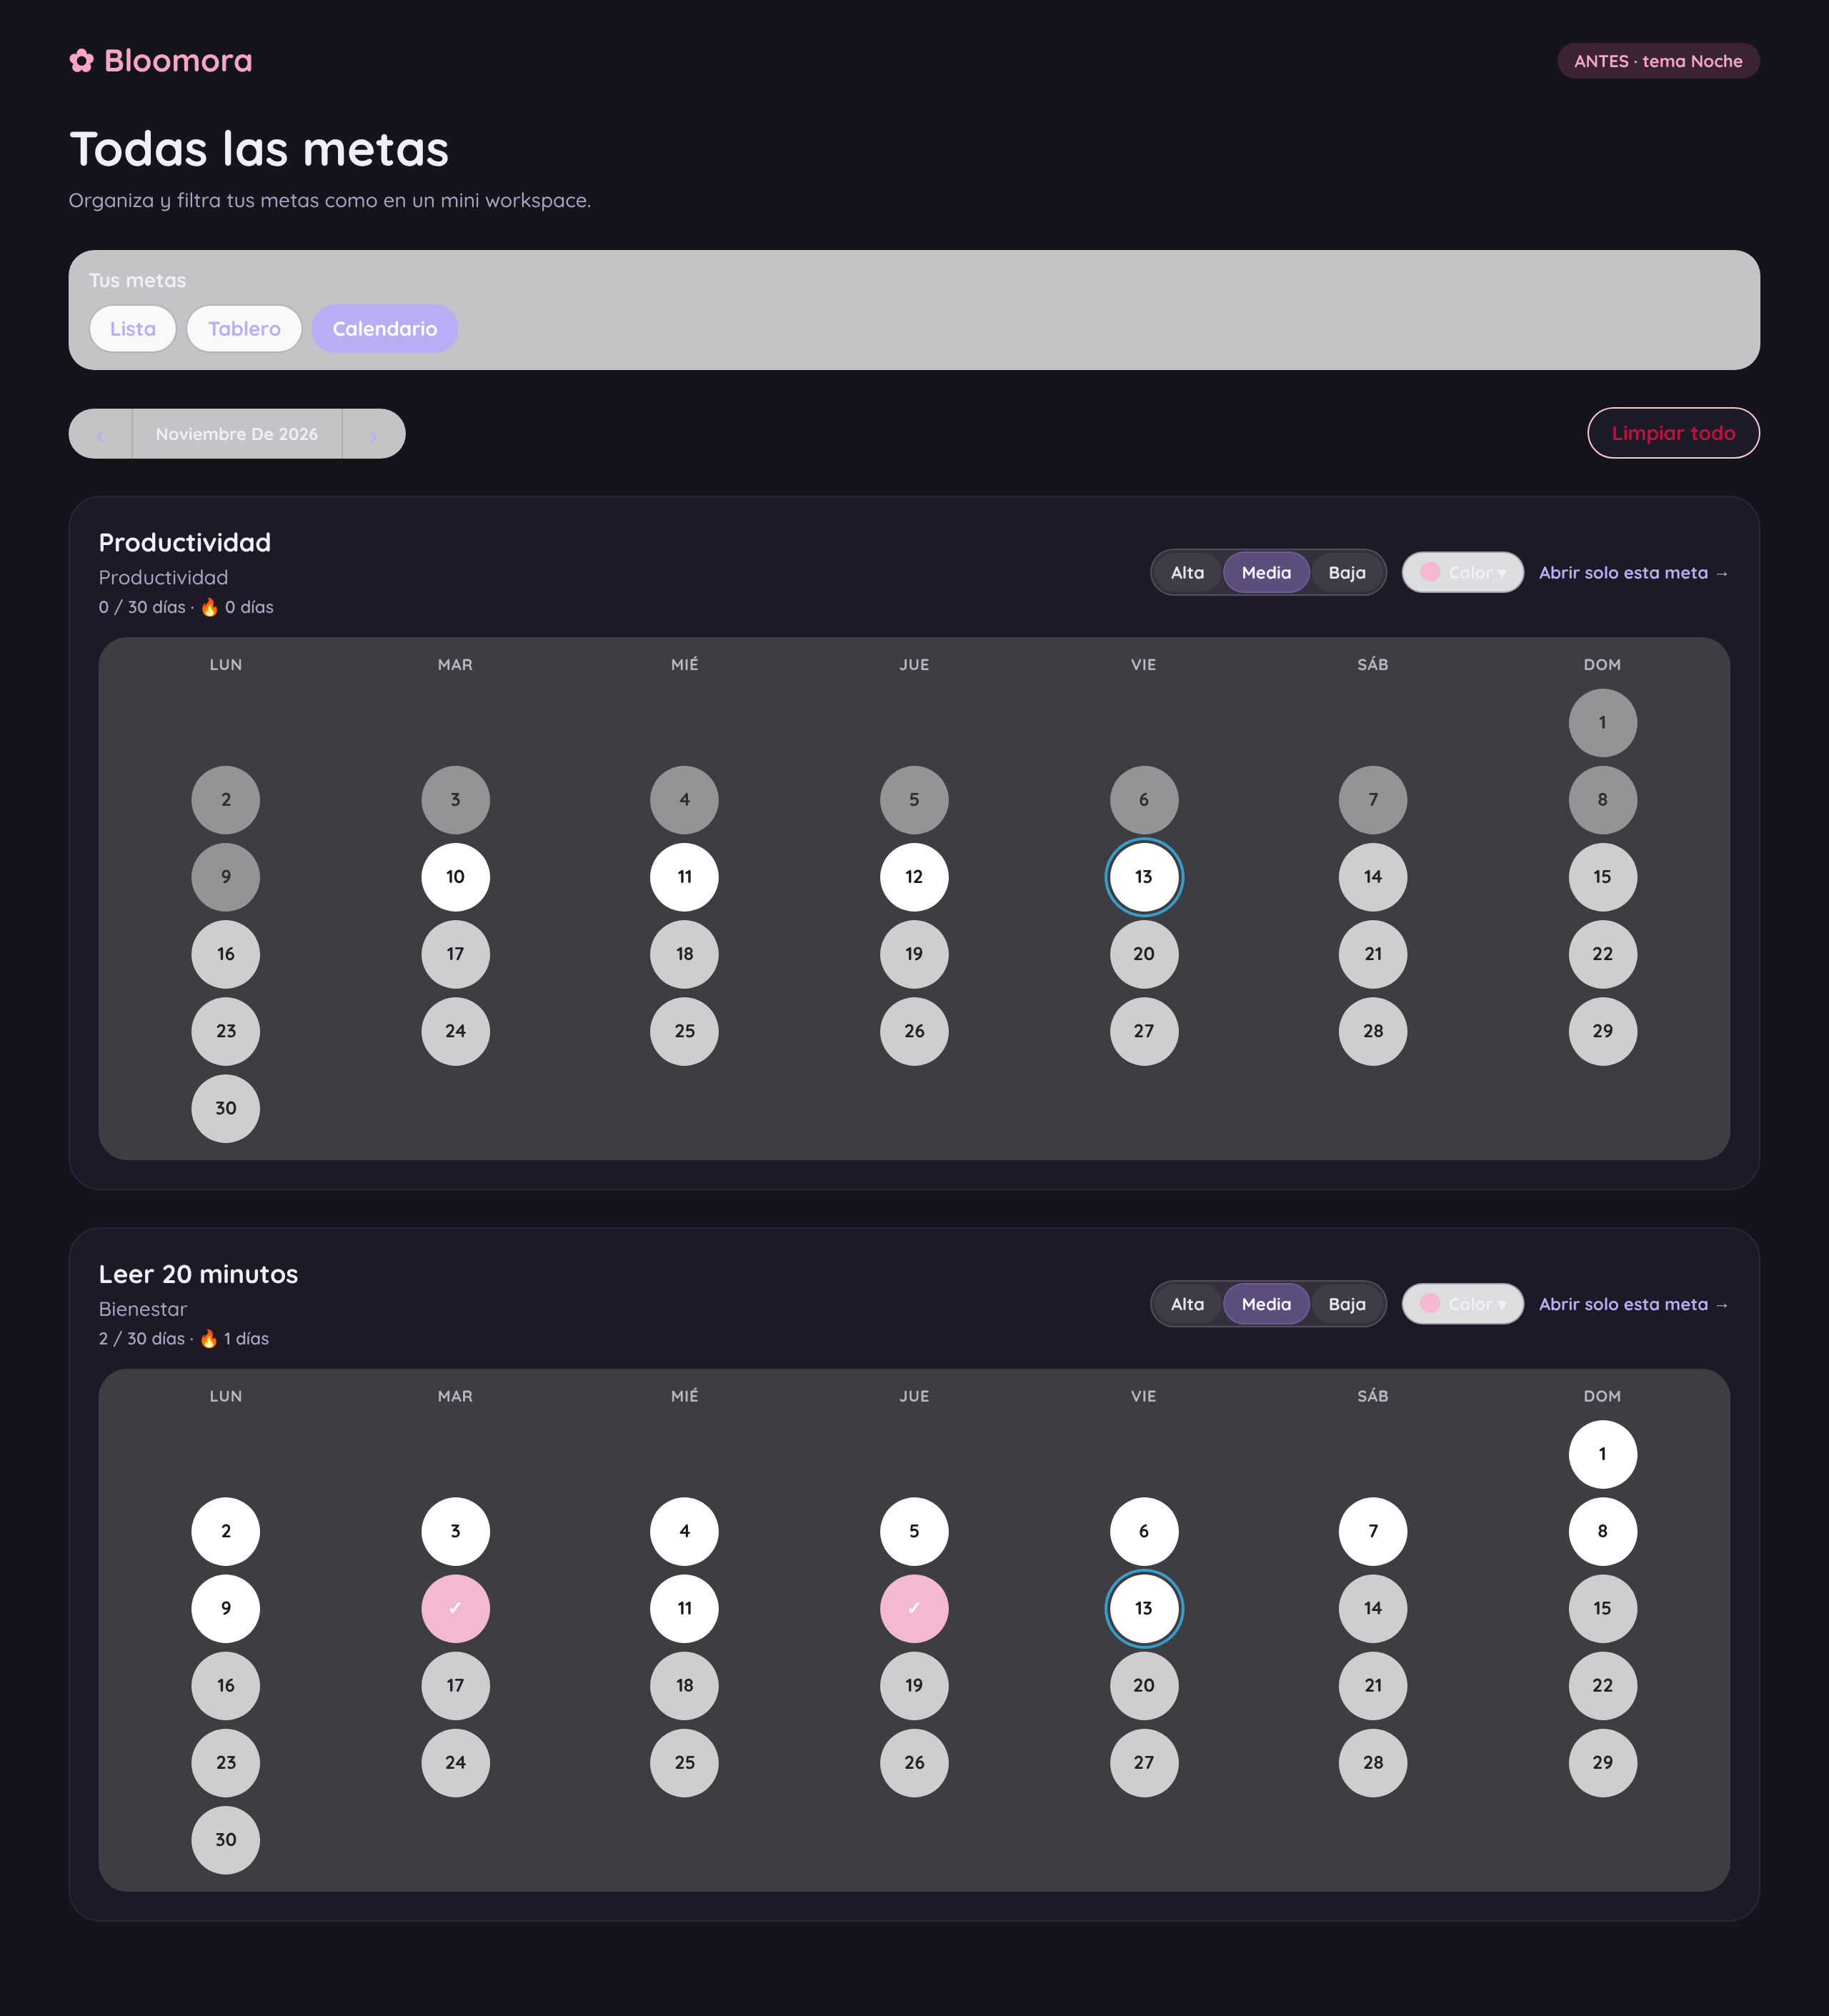 ✿ Bloomora
ANTES · tema Noche
Todas las metas
Organiza y filtra tus metas como en un mini workspace.
Tus metas
Lista Tablero Calendario
‹ Noviembre De 2026 ›
Limpiar todo
Productividad
Productividad
0 / 30 días · 🔥 0 días
Alta Media Baja Color ▾ Abrir solo esta meta →
LUN MAR MIÉ JUE VIE SÁB DOM
1
2 3 4 5 6 7 8
9 10 11 12 13 14 15
16 17 18 19 20 21 22
23 24 25 26 27 28 29
30
Leer 20 minutos
Bienestar
2 / 30 días · 🔥 1 días
Alta Media Baja Color ▾ Abrir solo esta meta →
LUN MAR MIÉ JUE VIE SÁB DOM
1
2 3 4 5 6 7 8
9 ✓ 11 ✓ 13 14 15
16 17 18 19 20 21 22
23 24 25 26 27 28 29
30